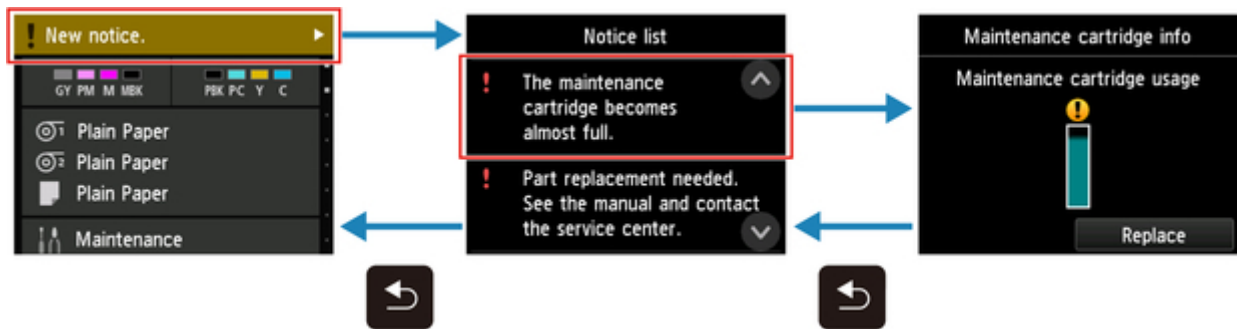 New notice.
GY PM M MBK
PBK PC Y C
1 Plain Paper
2 Plain Paper
Plain Paper
Maintenance
Notice list
! The maintenance
cartridge becomes
almost full.
! Part replacement needed.
See the manual and contact
the service center.
Maintenance cartridge info
Maintenance cartridge usage
!
Replace